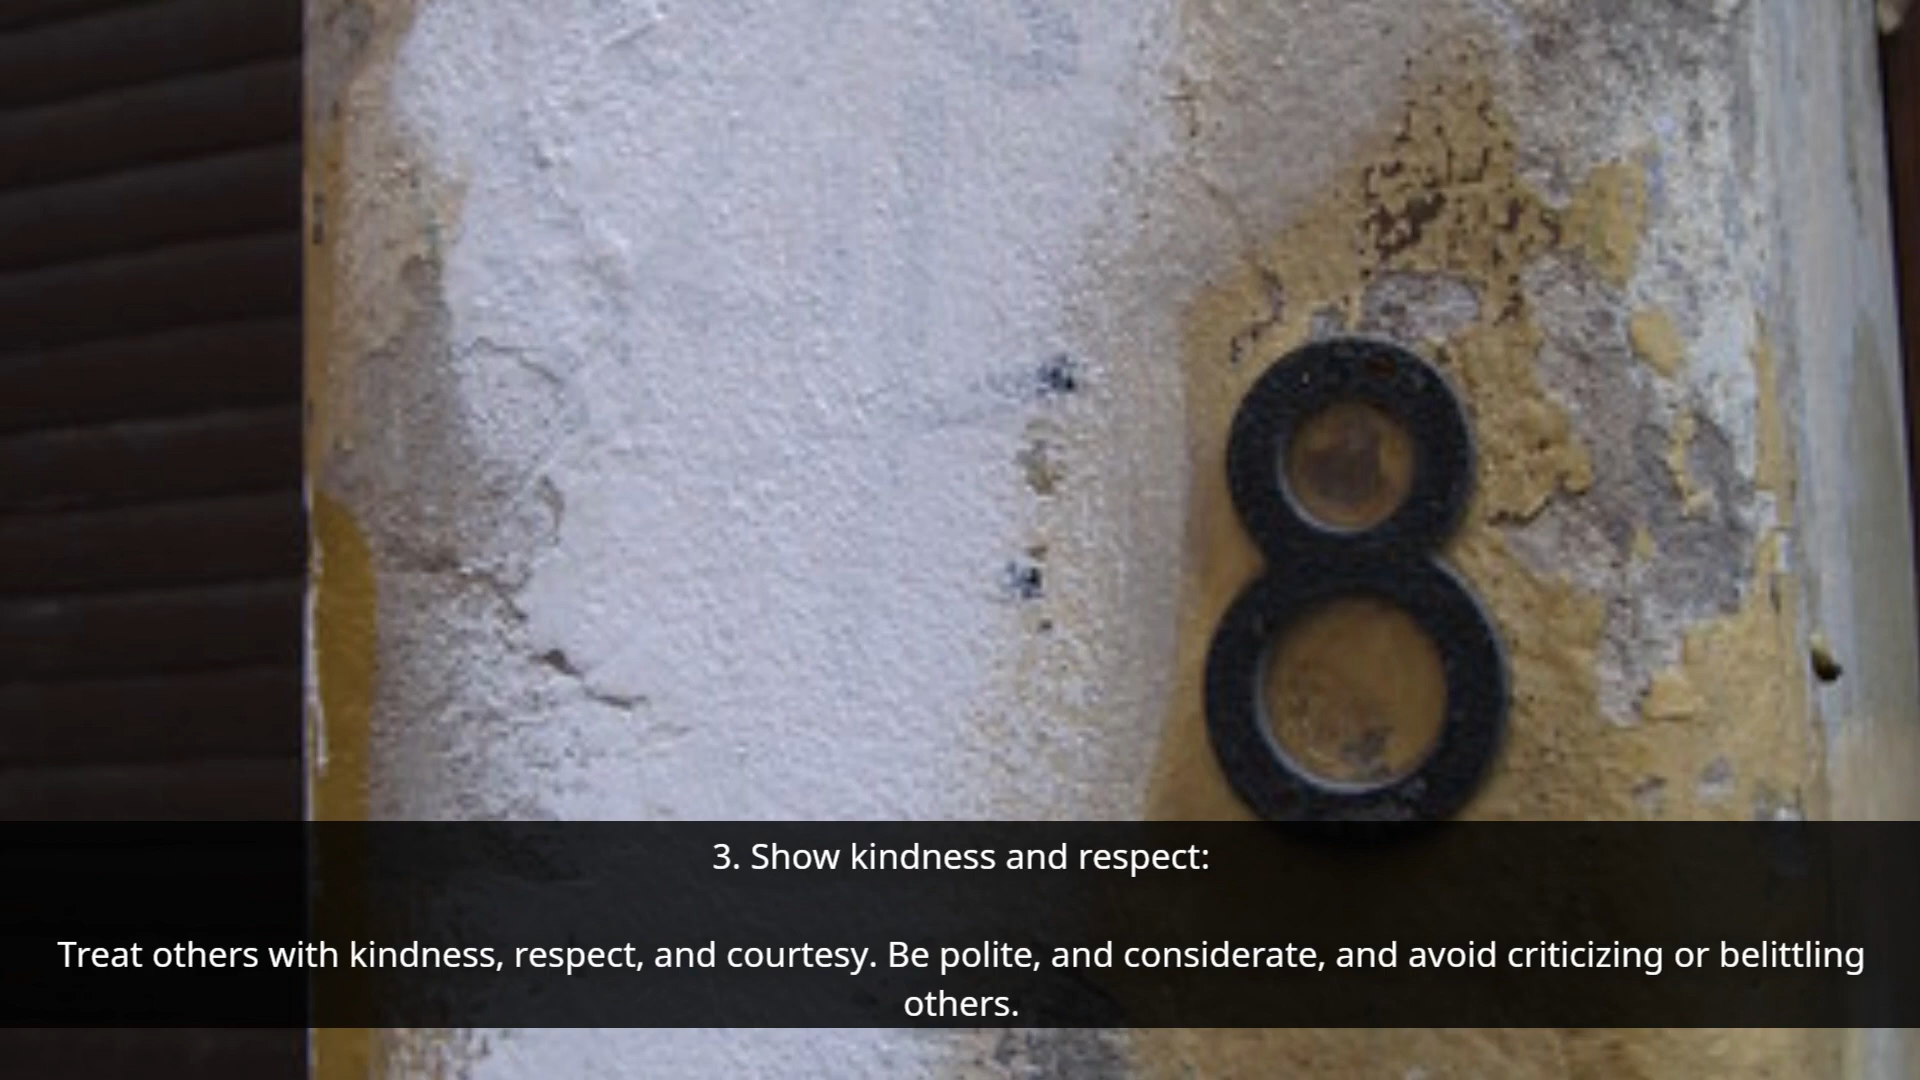 8
3. Show kindness and respect:
Treat others with kindness, respect, and courtesy. Be polite, and considerate, and avoid criticizing or belittling
others.